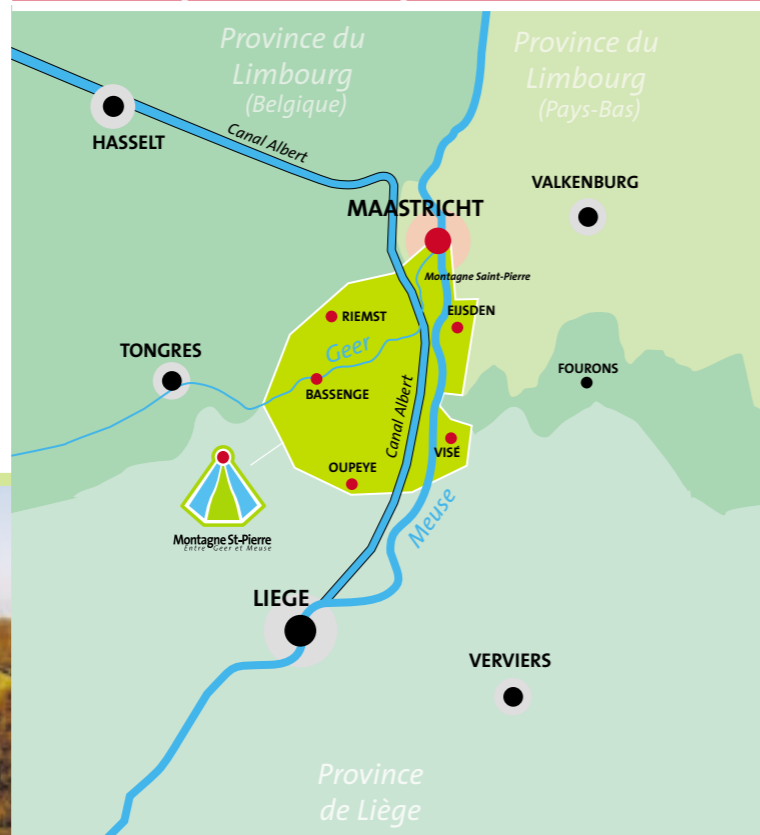 Province du
Limbourg
(Belgique)
Province du
Limbourg
(Pays-Bas)
HASSELT
Canal Albert
VALKENBURG
MAASTRICHT
Montagne Saint-Pierre
RIEMST
EIJSDEN
Geer
TONGRES
FOURONS
BASSENGE
Canal Albert
VISÉ
OUPEYE
Meuse
Montagne St-Pierre
Entre Geer et Meuse
LIEGE
VERVIERS
Province
de Liège